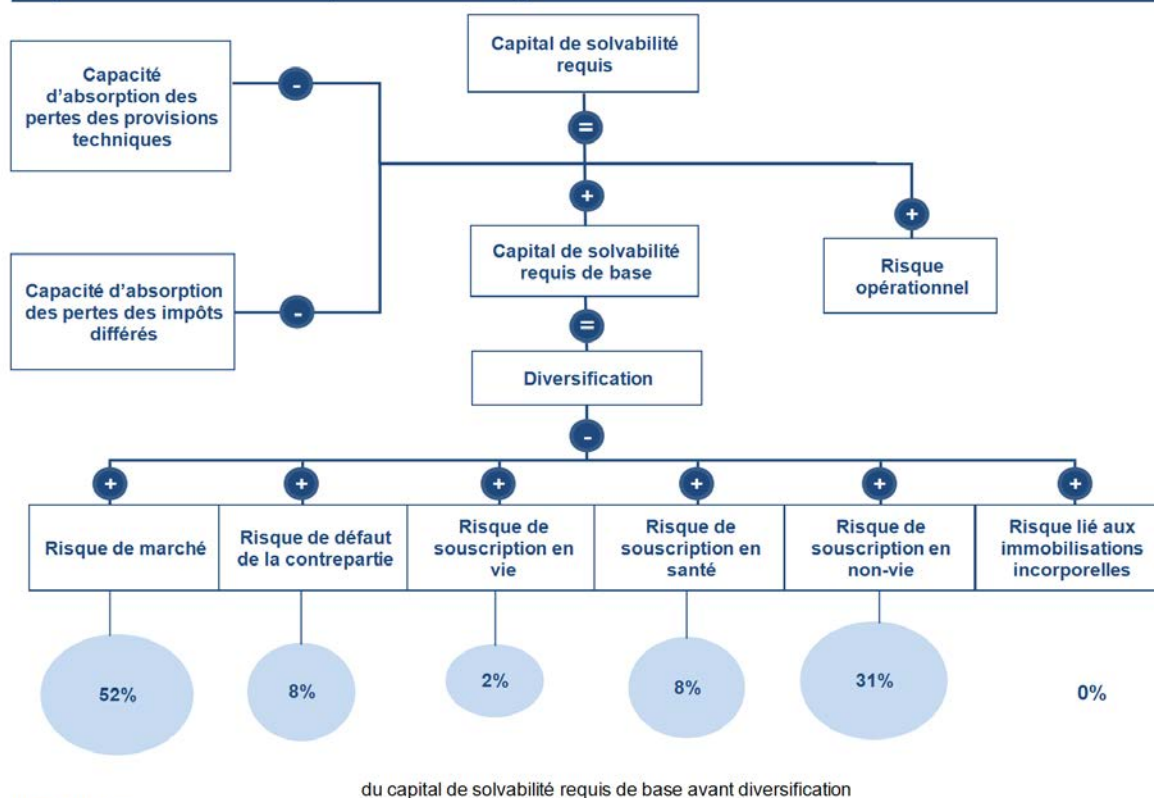 Capital de solvabilité
requis
Capacité
d'absorption des
pertes des provisions
techniques
-
=
+
+
Capital de solvabilité
requis de base
Risque
opérationnel
Capacité d'absorption
des pertes des impôts
différés
-
=
Diversification
-
+
+
+
+
+
+
Risque de marché
Risque de défaut
de la contrepartie
Risque de
souscription en
vie
Risque de
souscription en
santé
Risque de
souscription en
non-vie
Risque lié aux
immobilisations
incorporelles
52%
8%
2%
8%
31%
0%
du capital de solvabilité requis de base avant diversification